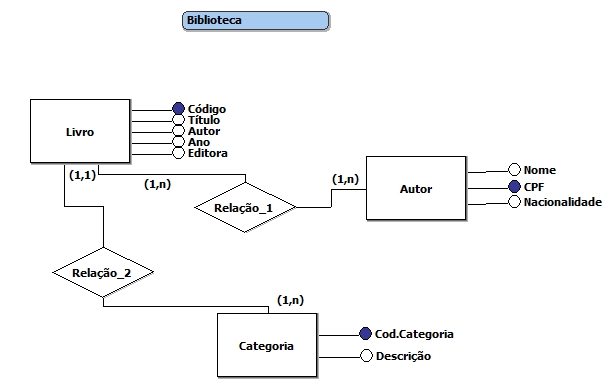 Biblioteca
Livro
Código
Título
Autor
Ano
Editora
(1,1)
(1,n)
Relação_1
(1,n)
Autor
Nome
CPF
Nacionalidade
Relação_2
(1,n)
Categoria
Cod.Categoria
Descrição